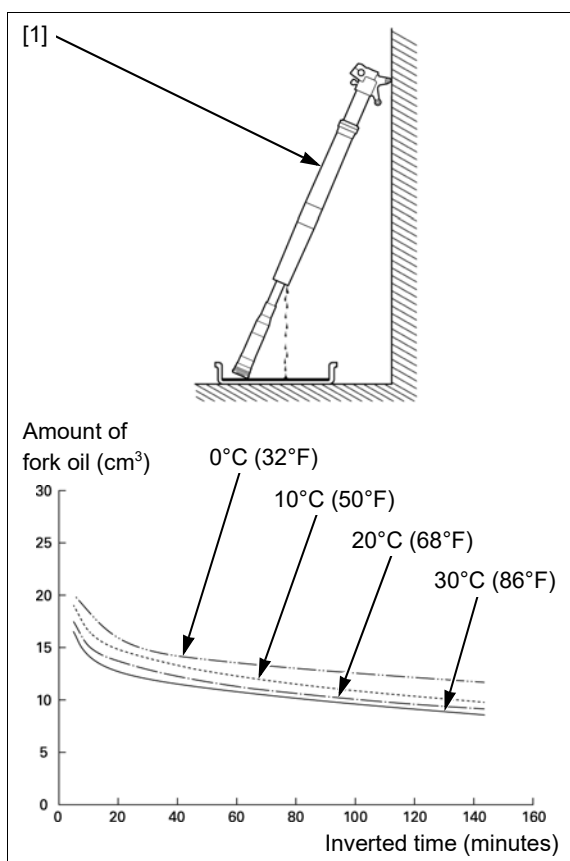 [1]
Amount of
fork oil (cm³)
0°C (32°F)
10°C (50°F)
20°C (68°F)
30°C (86°F)
30
25
20
15
10
5
0
0 20 40 60 80 100 120 140 160
Inverted time (minutes)